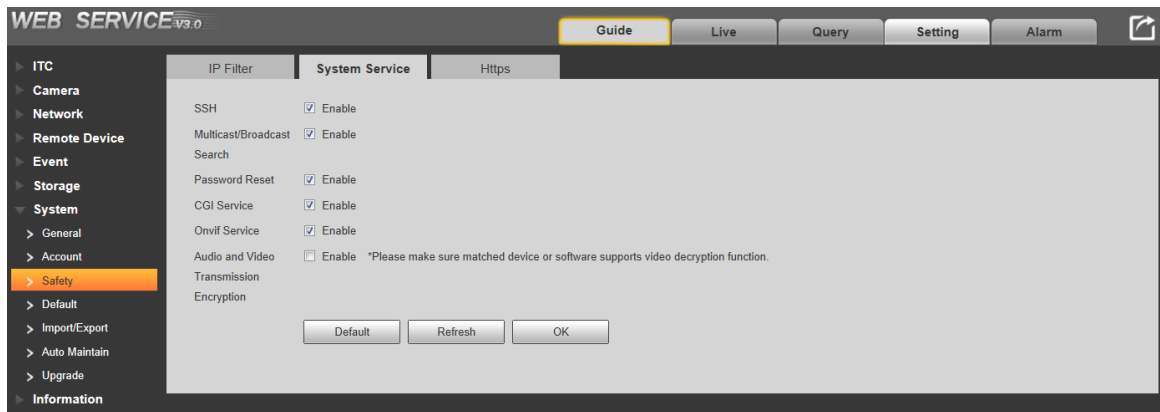 WEB SERVICE V3.0
Guide
Live
Query
Setting
Alarm
ITC
Camera
Network
Remote Device
Event
Storage
System
General
Account
Safety
Default
Import/Export
Auto Maintain
Upgrade
Information
IP Filter
System Service
Https
SSH
Enable
Multicast/Broadcast
Enable
Search
Password Reset
Enable
CGI Service
Enable
Onvif Service
Enable
Audio and Video
Enable *Please make sure matched device or software supports video decryption function.
Transmission
Encryption
Default
Refresh
OK